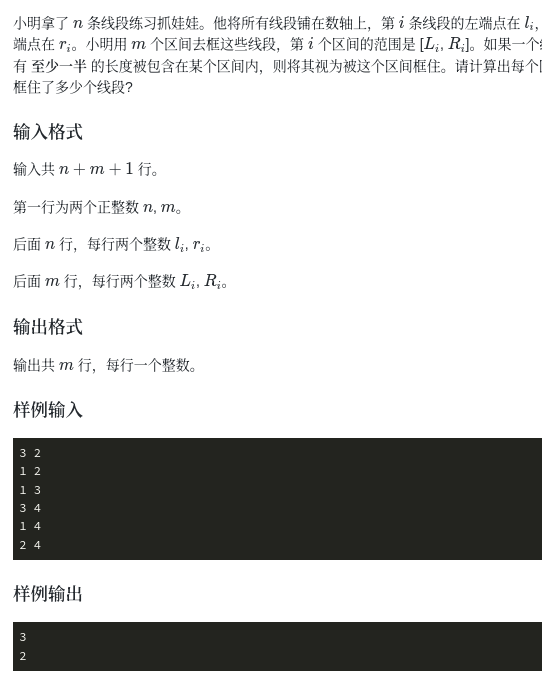 小明拿了 n 条线段练习抓娃娃。他将所有线段铺在数轴上，第 i 条线段的左端点在 l_i,
端点在 r_i。小明用 m 个区间去框这些线段，第 i 个区间的范围是 [L_i, R_i]。如果一个
有 至少一半 的长度被包含在某个区间内，则将其视为被这个区间框住。请计算出每个
框住了多少个线段?
输入格式
输入共 n + m + 1 行。
第一行为两个正整数 n, m。
后面 n 行，每行两个整数 l_i, r_i。
后面 m 行，每行两个整数 L_i, R_i。
输出格式
输出共 m 行，每行一个整数。
样例输入
3 2
1 2
1 3
3 4
1 4
2 4
样例输出
3
2